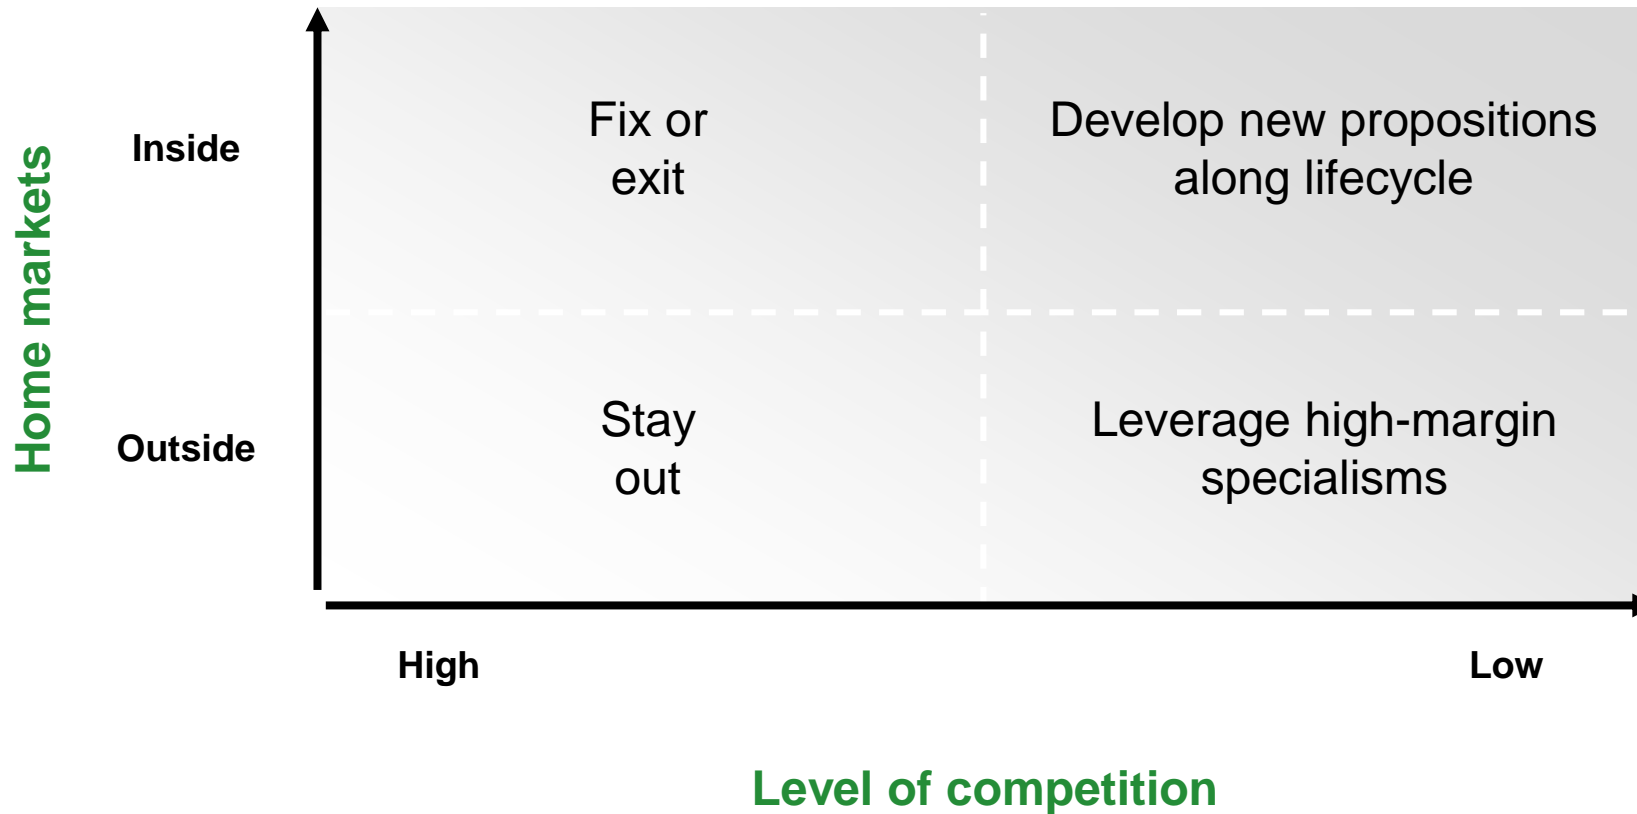 Home markets
Inside
Fix or
exit
Develop new propositions
along lifecycle
Outside
Stay
out
Leverage high-margin
specialisms
High
Low
Level of competition